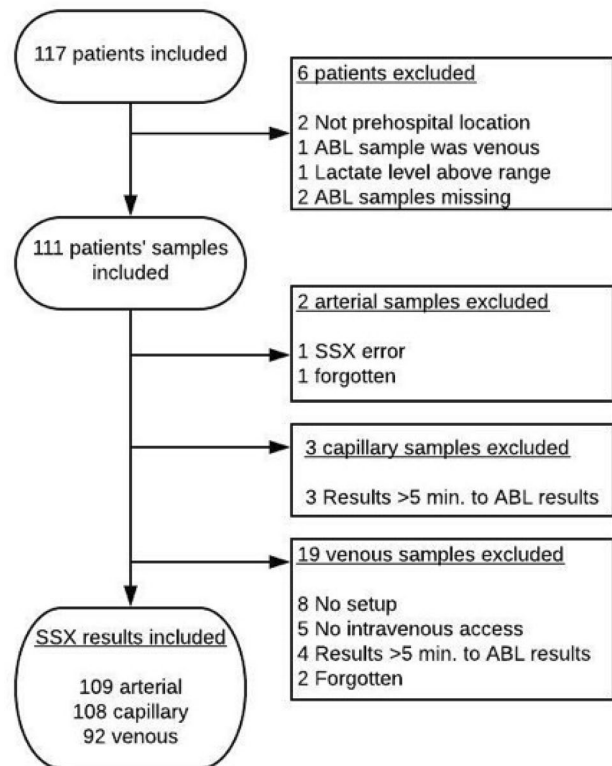 117 patients included
6 patients excluded
2 Not prehospital location
1 ABL sample was venous
1 Lactate level above range
2 ABL samples missing
111 patients' samples
included
2 arterial samples excluded
1 SSX error
1 forgotten
3 capillary samples excluded
3 Results >5 min. to ABL results
19 venous samples excluded
8 No setup
5 No intravenous access
4 Results >5 min. to ABL results
2 Forgotten
SSX results included
109 arterial
108 capillary
92 venous